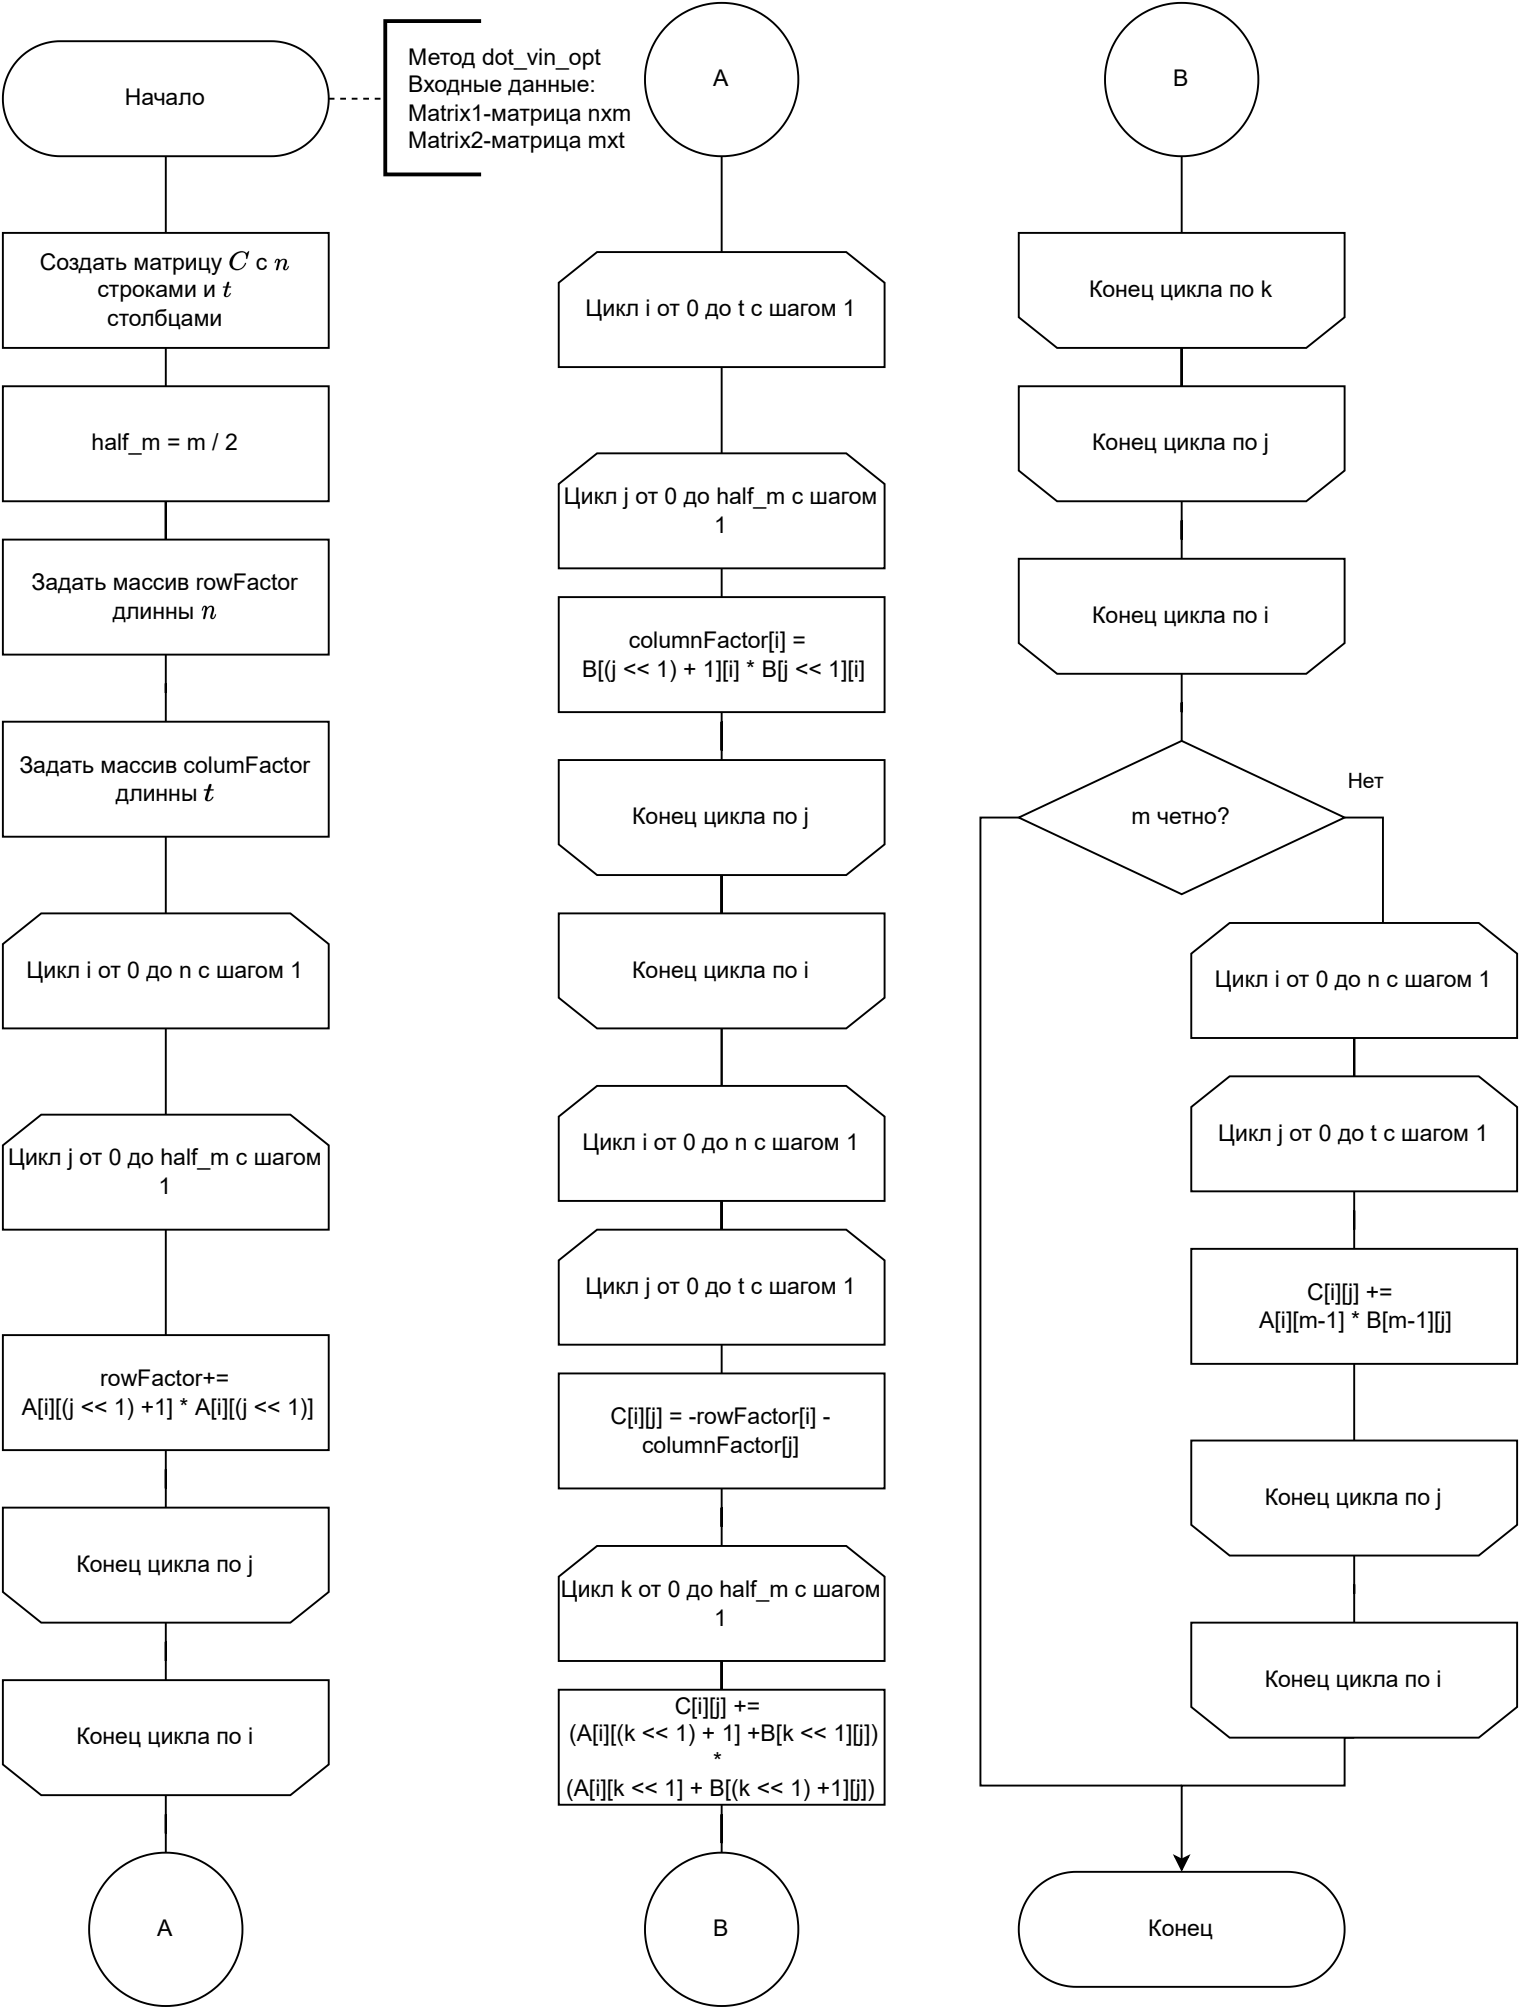 Начало
Метод dot_vin_opt
Входные данные:
Matrix1-матрица nxm
Matrix2-матрица mxt
Создать матрицу C с n
строками и t
столбцами
half_m = m / 2
Задать массив rowFactor
длинны n
Задать массив columFactor
длинны t
Цикл i от 0 до n с шагом 1
Цикл j от 0 до half_m с шагом
1
rowFactor+=
A[i][(j << 1) +1] * A[i][(j << 1)]
Конец цикла по j
Конец цикла по i
A
A
Цикл i от 0 до t с шагом 1
Цикл j от 0 до half_m с шагом
1
columnFactor[i] =
B[(j << 1) + 1][i] * B[j << 1][i]
Конец цикла по j
Конец цикла по i
Цикл i от 0 до n с шагом 1
Цикл j от 0 до t с шагом 1
C[i][j] = -rowFactor[i] -
columnFactor[j]
Цикл k от 0 до half_m с шагом
1
C[i][j] +=
(A[i][(k << 1) + 1] +B[k << 1][j])
*
(A[i][k << 1] + B[(k << 1) +1][j])
B
B
Конец цикла по k
Конец цикла по j
Конец цикла по i
m четно?
Нет
Цикл i от 0 до n с шагом 1
Цикл j от 0 до t с шагом 1
C[i][j] +=
A[i][m-1] * B[m-1][j]
Конец цикла по j
Конец цикла по i
Конец